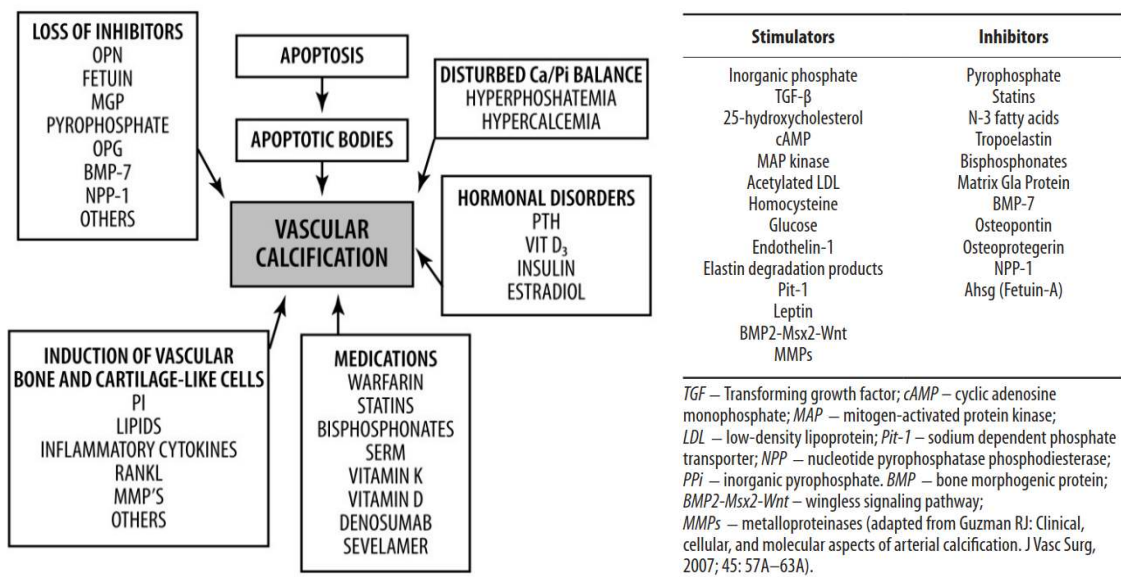 LOSS OF INHIBITORS
OPN
FETUIN
MGP
PYROPHOSPHATE
OPG
BMP-7
NPP-1
OTHERS
APOPTOSIS
APOPTOTIC BODIES
DISTURBED Ca/Pi BALANCE
HYPERPHOSHATEMIA
HYPERCALCEMIA
VASCULAR
CALCIFICATION
HORMONAL DISORDERS
PTH
VIT D₃
INSULIN
ESTRADIOL
INDUCTION OF VASCULAR
BONE AND CARTILAGE-LIKE CELLS
PI
LIPIDS
INFLAMMATORY CYTOKINES
RANKL
MMP'S
OTHERS
MEDICATIONS
WARFARIN
STATINS
BISPHOSPHONATES
SERM
VITAMIN K
VITAMIN D
DENOSUMAB
SEVELAMER
Stimulators Inhibitors
Inorganic phosphate Pyrophosphate
TGF-β Statins
25-hydroxycholesterol N-3 fatty acids
cAMP Tropoelastin
MAP kinase Bisphosphonates
Acetylated LDL Matrix Gla Protein
Homocysteine BMP-7
Glucose Osteopontin
Endothelin-1 Osteoprotegerin
Elastin degradation products NPP-1
Pit-1 Ahsg (Fetuin-A)
Leptin
BMP2-Msx2-Wnt
MMPs
TGF – Transforming growth factor; cAMP – cyclic adenosine
monophosphate; MAP – mitogen-activated protein kinase;
LDL – low-density lipoprotein; Pit-1 – sodium dependent phosphate
transporter; NPP – nucleotide pyrophosphatase phosphodiesterase;
PPi – inorganic pyrophosphate. BMP – bone morphogenic protein;
BMP2-Msx2-Wnt – wingless signaling pathway;
MMPs – metalloproteinases (adapted from Guzman RJ: Clinical,
cellular, and molecular aspects of arterial calcification. J Vasc Surg,
2007; 45: 57A–63A).